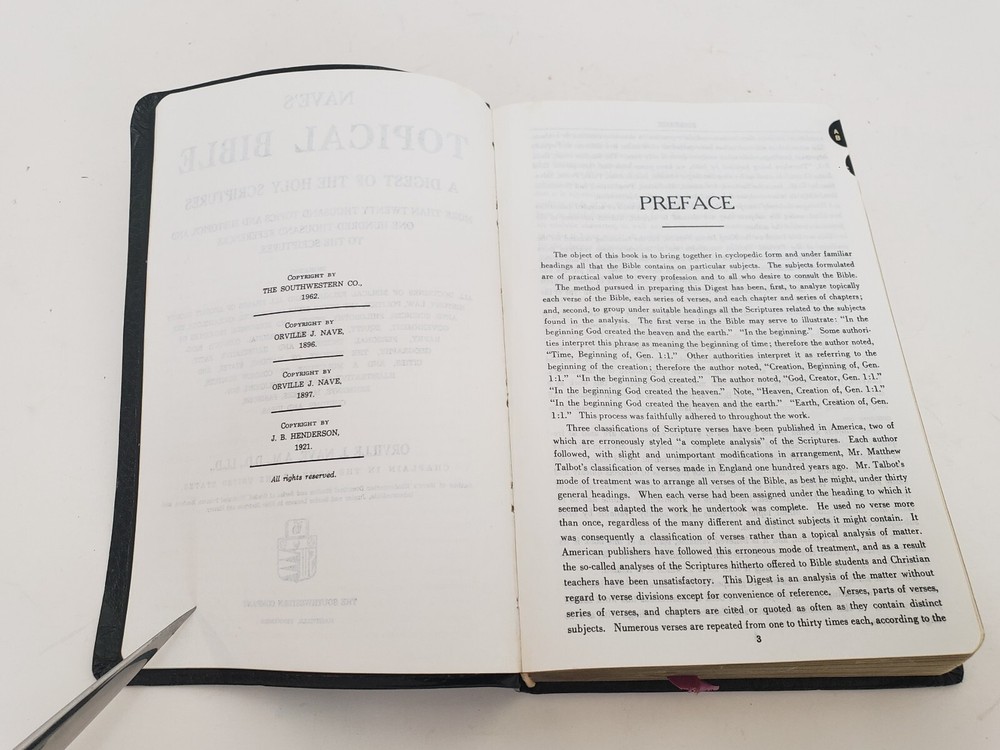 COPYRIGHT BY
THE SOUTHWESTERN CO.,
1962.
COPYRIGHT BY
ORVILLE J. NAVE,
1896.
COPYRIGHT BY
ORVILLE J. NAVE,
1897.
COPYRIGHT BY
J. B. HENDERSON,
1921.
All rights reserved.
NAVE'S
TOPICAL BIBLE
A DIGEST OF THE HOLY SCRIPTURES
TO THE SCRIPTURES
THE SOUTHWESTERN COMPANY
AB
PREFACE
The object of this book is to bring together in cyclopedic form and under familiar
headings all that the Bible contains on particular subjects. The subjects formulated
are of practical value to every profession and to all who desire to consult the Bible.
The method pursued in preparing this Digest has been, first, to analyze topically
each verse of the Bible, each series of verses, and each chapter and series of chapters;
and, second, to group under suitable headings all the Scriptures related to the subjects
found in the analysis. The first verse in the Bible may serve to illustrate: "In the
beginning God created the heaven and the earth." "In the beginning." Some authori-
ties interpret this phrase as meaning the beginning of time; therefore the author noted,
"Time, Beginning of, Gen. 1:1." Other authorities interpret it as referring to the
beginning of the creation; therefore the author noted, "Creation, Beginning of, Gen.
1:1." "In the beginning God created." The author noted, "God, Creator, Gen. 1:1."
"In the beginning God created the heaven." Note, "Heaven, Creation of, Gen. 1:1."
"In the beginning God created the heaven and the earth." "Earth, Creation of, Gen.
1:1." This process was faithfully adhered to throughout the work.
Three classifications of Scripture verses have been published in America, two of
which are erroneously styled "a complete analysis" of the Scriptures. Each author
followed, with slight and unimportant modifications in arrangement, Mr. Matthew
Talbot's classification of verses made in England one hundred years ago. Mr. Talbot's
mode of treatment was to arrange all verses of the Bible, as best he might, under thirty
general headings. When each verse had been assigned under the heading to which it
seemed best adapted the work he undertook was complete. He used no verse more
than once, regardless of the many different and distinct subjects it might contain. It
was consequently a classification of verses rather than a topical analysis of matter.
American publishers have followed this erroneous mode of treatment, and as a result
the so-called analyses of the Scriptures hitherto offered to Bible students and Christian
teachers have been unsatisfactory. This Digest is an analysis of the matter without
regard to verse divisions except for convenience of reference. Verses, parts of verses,
series of verses, and chapters are cited or quoted as often as they contain distinct
subjects. Numerous verses are repeated from one to thirty times each, according to the
3